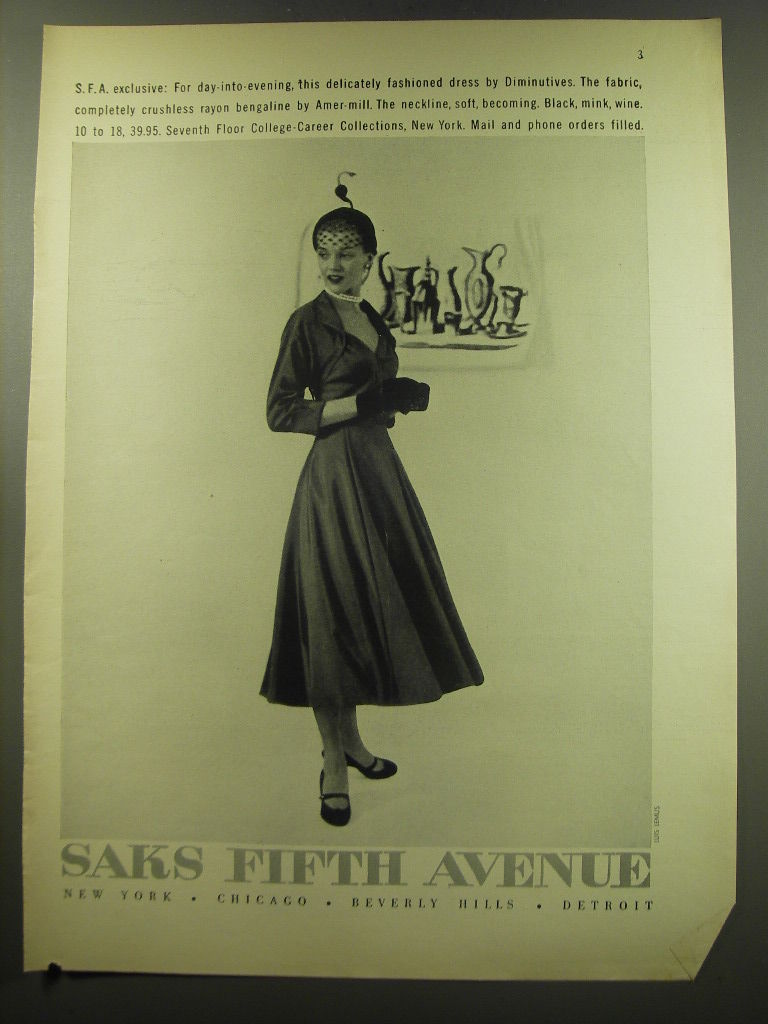 3
S.F.A. exclusive: For day-into-evening, this delicately fashioned dress by Diminutives. The fabric,
completely crushless rayon bengaline by Amer-mill. The neckline, soft, becoming. Black, mink, wine.
10 to 18, 39.95. Seventh Floor College-Career Collections, New York. Mail and phone orders filled.
LUIS LEMUS
SAKS FIFTH AVENUE
NEW YORK • CHICAGO • BEVERLY HILLS • DETROIT